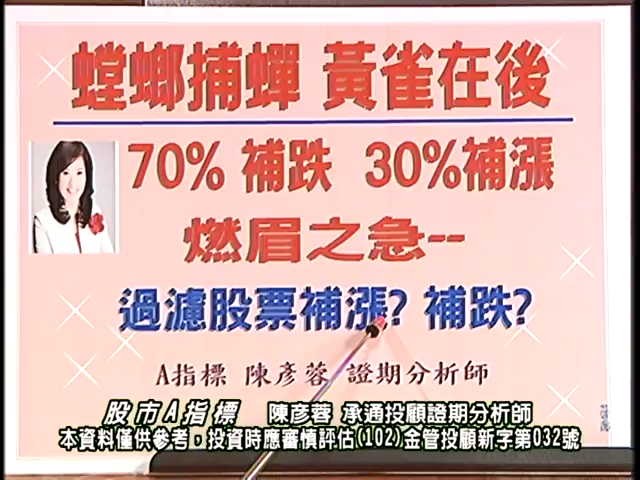 螳螂捕蟬 黃雀在後
70% 補跌 30%補漲
燃眉之急--
過濾股票補漲? 補跌?
A指標 陳彥蓉 證期分析師
股市A指標 陳彥蓉 承通投顧證期分析師
本資料僅供參考,投資時應審慎評估(102)金管投顧新字第032號